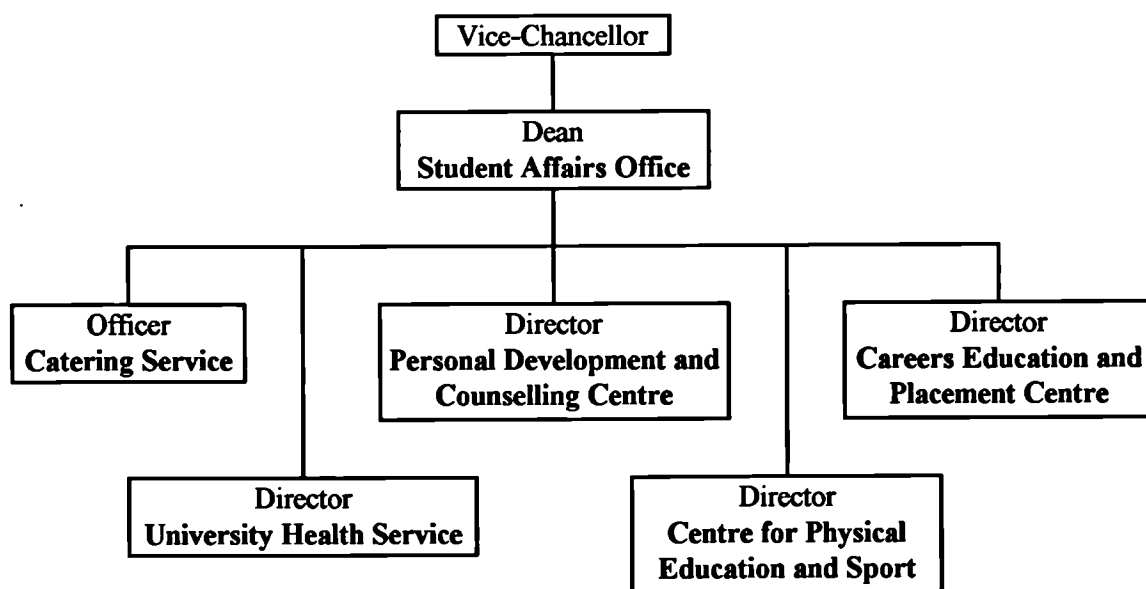 Vice-Chancellor
Dean
Student Affairs Office
Officer
Catering Service
Director
Personal Development and
Counselling Centre
Director
Careers Education and
Placement Centre
Director
University Health Service
Director
Centre for Physical
Education and Sport